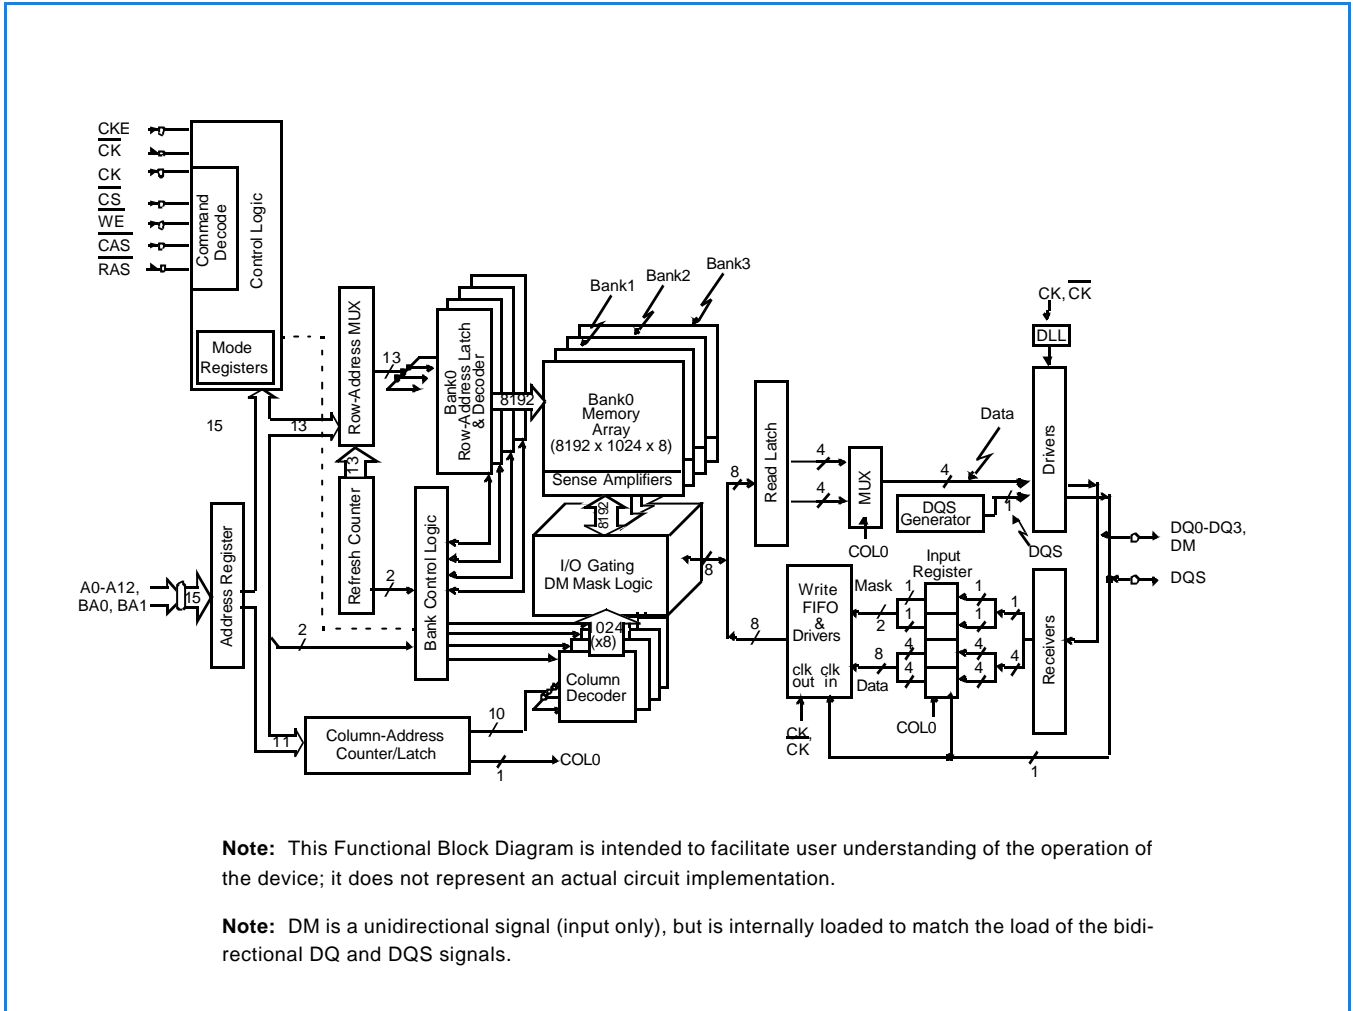 CKE
CK
CK
CS
WE
CAS
RAS
Command
Decode
Control Logic
Mode
Registers
15
13
Row-Address MUX
13
Refresh Counter
13
2
Bank0
Row-Address Latch
& Decoder
8192
Bank1
Bank2
Bank3
Bank0
Memory
Array
(8192 x 1024 x 8)
Sense Amplifiers
8192
I/O Gating
DM Mask Logic
Bank Control Logic
1024
(x8)
Column
Decoder
A0-A12,
BA0, BA1
15
Address Register
2
11
Column-Address
Counter/Latch
10
1
COL0
8
8
8
Read Latch
4
4
MUX
COL0
4
Data
DQS
Generator
1
DQS
CK, CK
DLL
Drivers
DQ0-DQ3,
DM
DQS
Input
Register
Write
FIFO
&
Drivers
clk
out
clk
in
Mask
2
8
Data
1
1
4
4
1
1
4
4
1
4
Receivers
COL0
CK,
CK
1
Note: This Functional Block Diagram is intended to facilitate user understanding of the operation of
the device; it does not represent an actual circuit implementation.
Note: DM is a unidirectional signal (input only), but is internally loaded to match the load of the bidi-
rectional DQ and DQS signals.